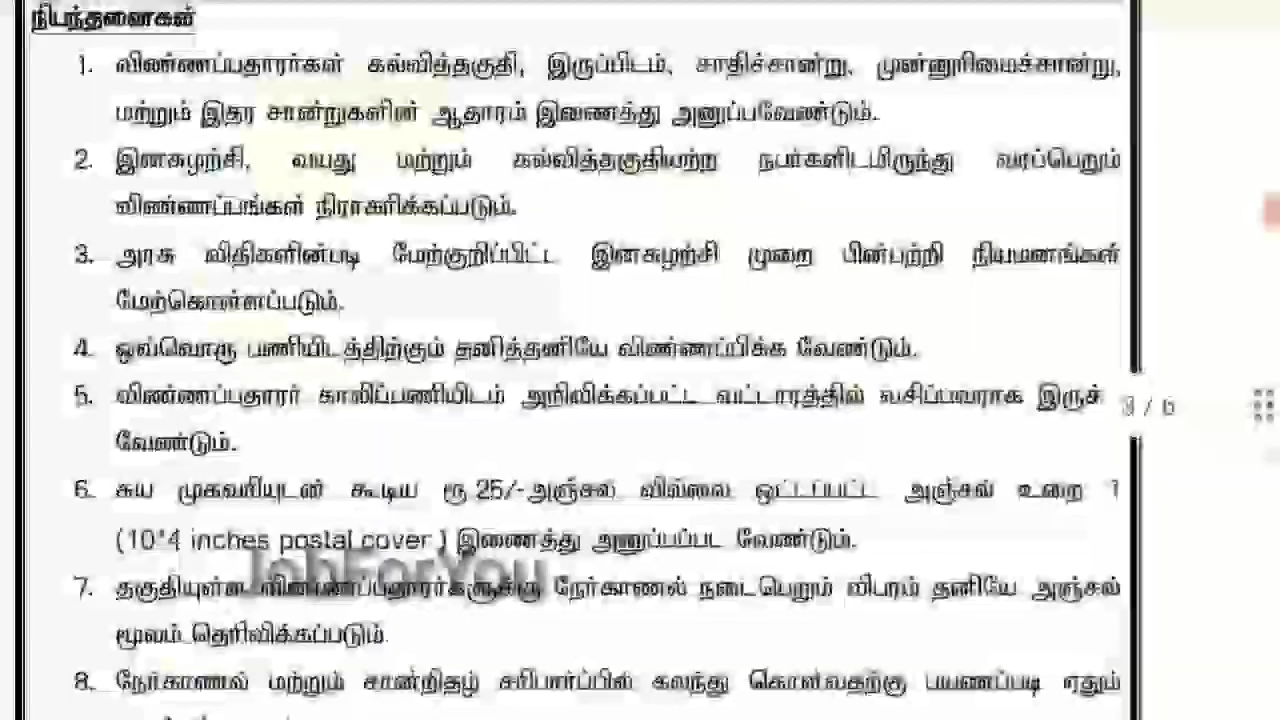 நிபந்தனைகள்
1. விண்ணப்பதாரர்கள் கல்வித்தகுதி, இருப்பிடம், சாதிச்சான்று, முன்னுரிமைச்சான்று,
மற்றும் இதர சான்றுகளின் ஆதாரம் இணைத்து அனுப்பவேண்டும்.
2. இனசுழற்சி, வயது மற்றும் கல்வித்தகுதியற்ற நபர்களிடமிருந்து வரப்பெறும்
விண்ணப்பங்கள் நிராகரிக்கப்படும்.
3. அரசு விதிகளின்படி மேற்குறிப்பிட்ட இனசுழற்சி முறை பின்பற்றி நியமனங்கள்
மேற்கொள்ளப்படும்.
4. ஒவ்வொரு பணியிடத்திற்கும் தனித்தனியே விண்ணப்பிக்க வேண்டும்.
5. விண்ணப்பதாரர் காலிப்பணியிடம் அறிவிக்கப்பட்ட வட்டாரத்தில் வசிப்பவராக
3 / 6
வேண்டும்.
6. சுய முகவரியுடன் கூடிய ரூ 25/- அஞ்சல் வில்லை ஒட்டப்பட்ட அஞ்சல் உறை 1
(10*4 inches postal cover ) இணைத்து அனுப்பப்பட வேண்டும்.
JobForYou
7. தகுதியுள்ள விண்ணப்பதாரர்களுக்கு நேர்காணல் நடைபெறும் விபரம் தனியே அஞ்சல்
மூலம் தெரிவிக்கப்படும்.
8. நேர்காணல் மற்றும் சான்றிதழ் சரிபார்ப்பில் கலந்து கொள்வதற்கு பயணப்படி ஏதும்